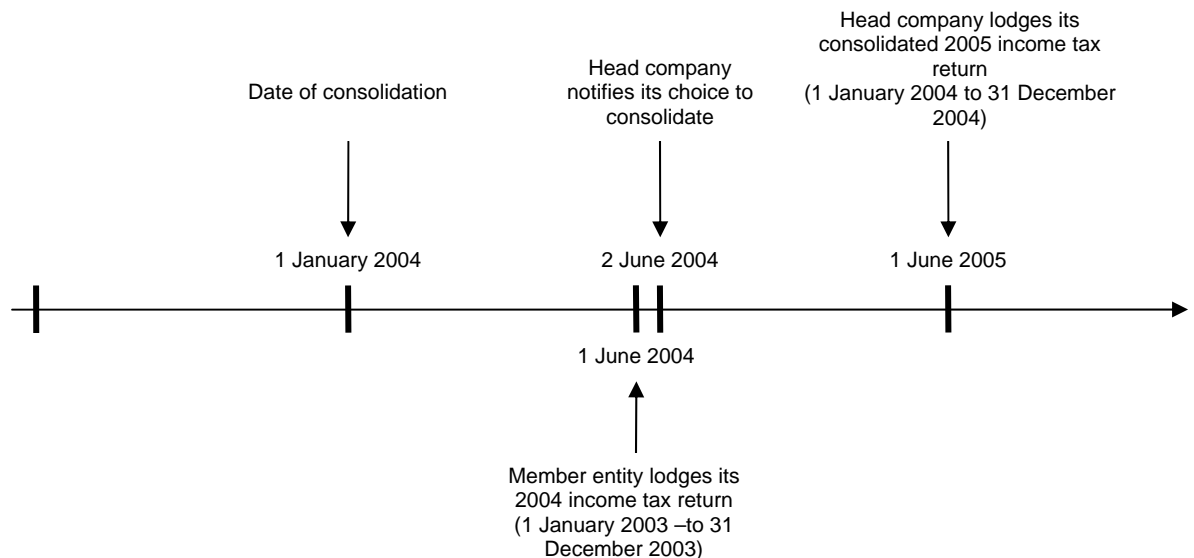 Date of consolidation
Head company
notifies its choice to
consolidate
Head company lodges its
consolidated 2005 income tax
return
(1 January 2004 to 31 December
2004)
1 January 2004
2 June 2004
1 June 2005
1 June 2004
Member entity lodges its
2004 income tax return
(1 January 2003 –to 31
December 2003)